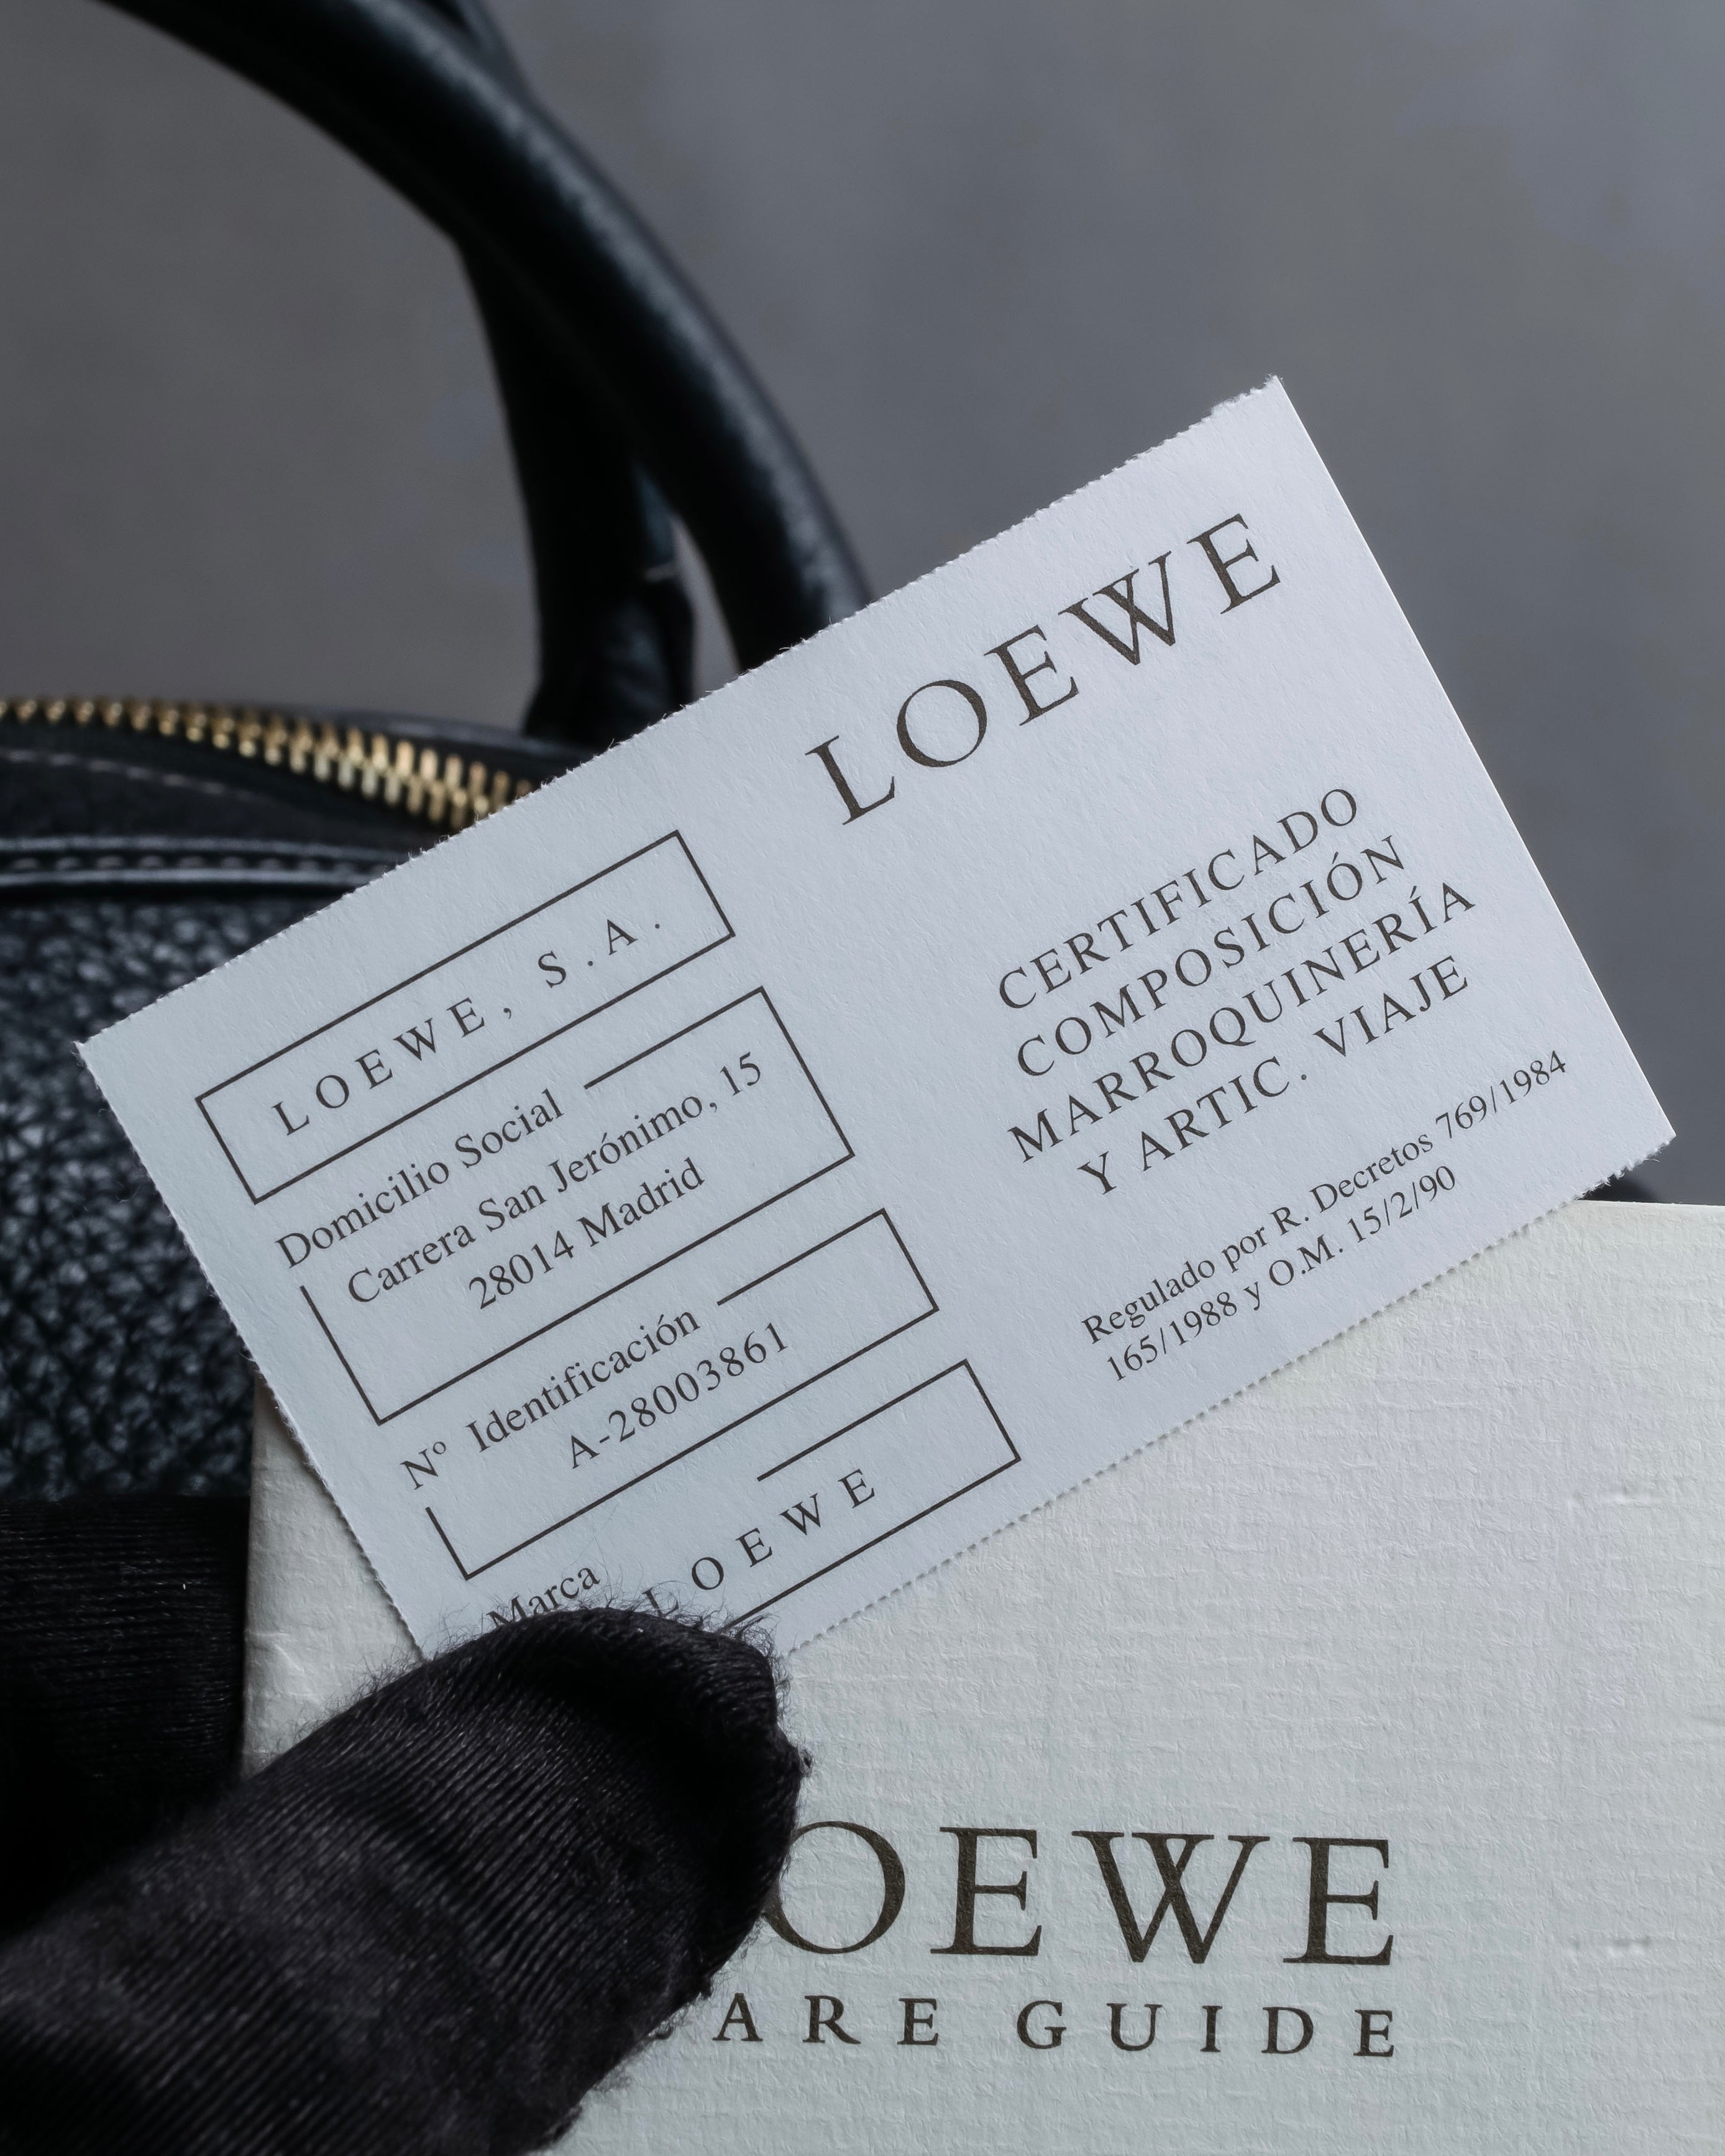 LOEWE, S.A.
Domicilio Social
Carrera San Jerónimo, 15
28014 Madrid
Nº Identificación
A-28003861
Marca
LOEWE
LOEWE
CERTIFICADO
COMPOSICIÓN
MARROQUINERÍA
Y ARTIC. VIAJE
Regulado por R. Decretos 769/1984
165/1988 y O.M. 15/2/90
OEWE
ARE GUIDE